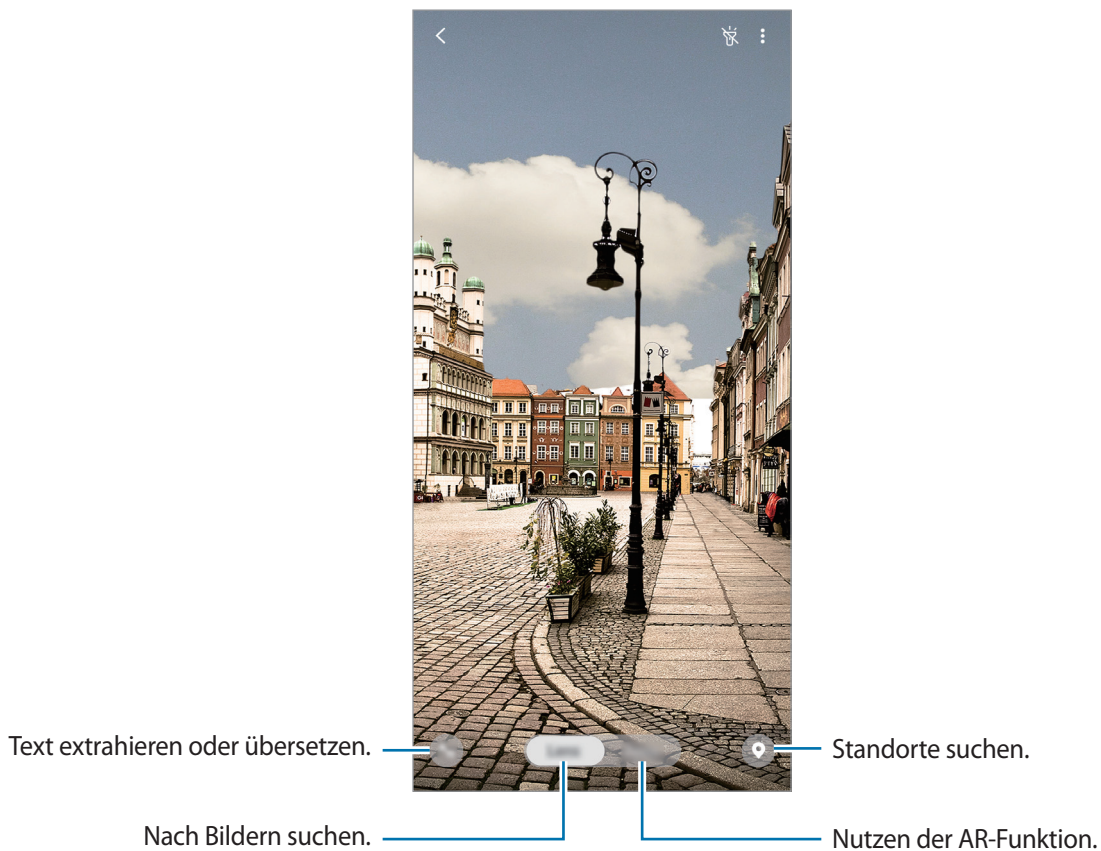 Text extrahieren oder übersetzen.
Standorte suchen.
Nach Bildern suchen.
Nutzen der AR-Funktion.